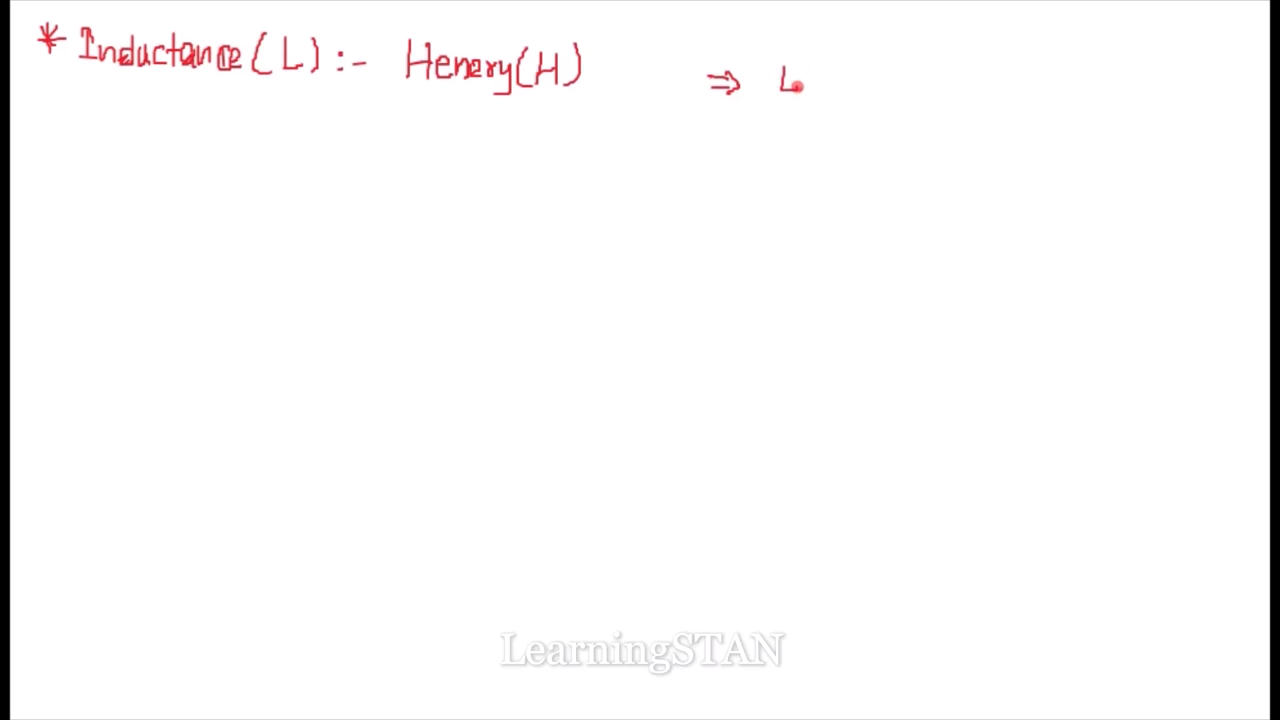 * Inductance (L) :- Henery (H) ⇒ L
LearningSTAN